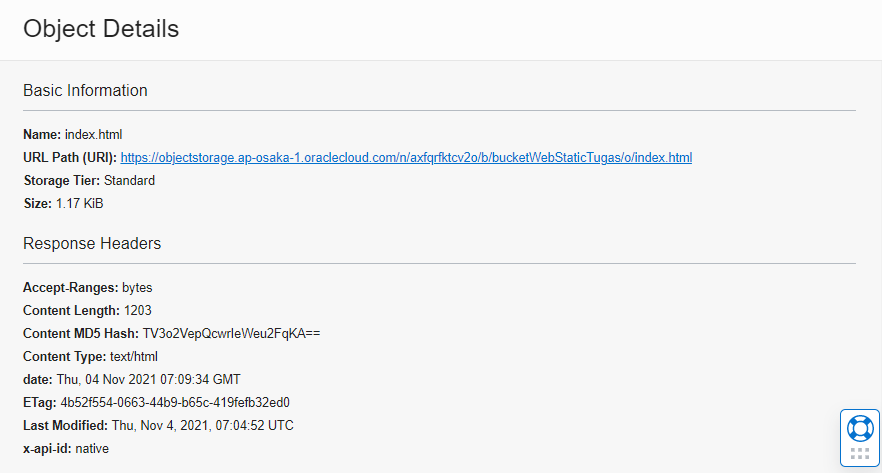 Object Details
Basic Information
Name: index.html
URL Path (URI): https://objectstorage.ap-osaka-1.oraclecloud.com/n/axfqrfktcv2o/b/bucketWebStaticTugas/o/index.html
Storage Tier: Standard
Size: 1.17 KiB
Response Headers
Accept-Ranges: bytes
Content Length: 1203
Content MD5 Hash: TV3o2VepQcwrIeWeu2FqKA==
Content Type: text/html
date: Thu, 04 Nov 2021 07:09:34 GMT
ETag: 4b52f554-0663-44b9-b65c-419fefb32ed0
Last Modified: Thu, Nov 4, 2021, 07:04:52 UTC
x-api-id: native